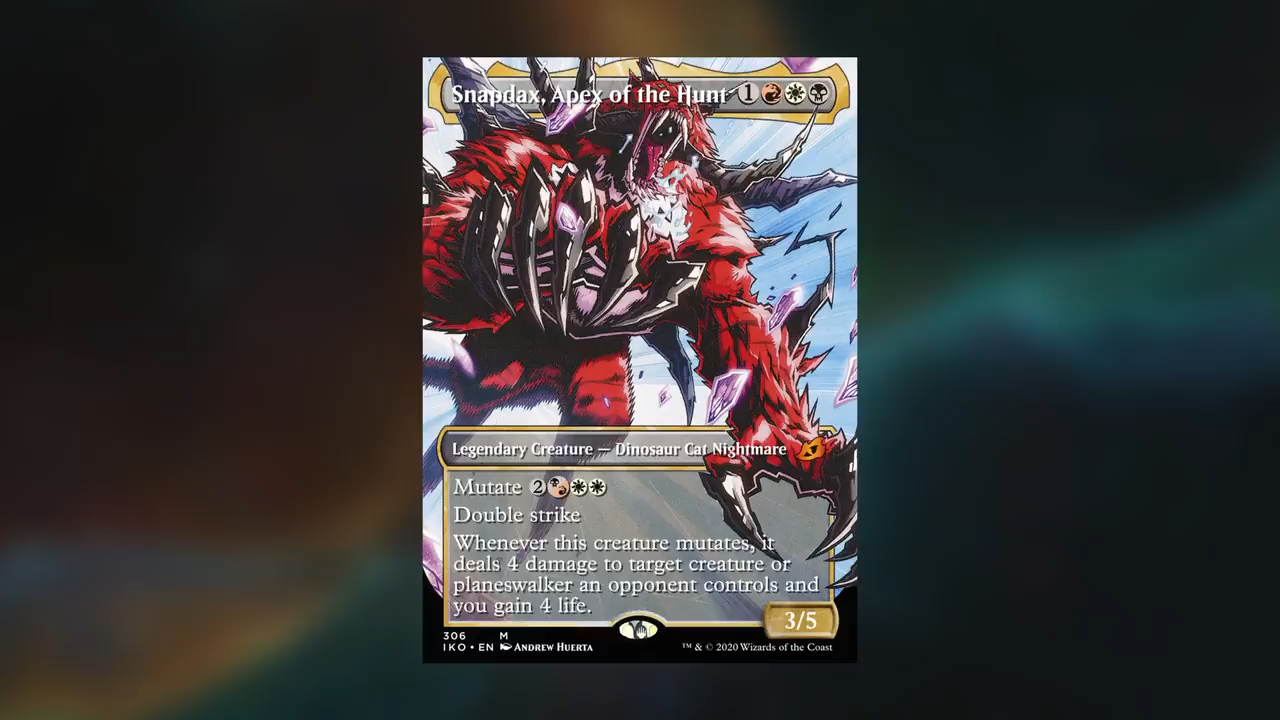 Snapdax, Apex of the Hunt 1
Legendary Creature — Dinosaur Cat Nightmare
Mutate 2
Double strike
Whenever this creature mutates, it
deals 4 damage to target creature or
planeswalker an opponent controls and
you gain 4 life.
3/5
306 M
IKO • EN ANDREW HUERTA
™ & © 2020 Wizards of the Coast